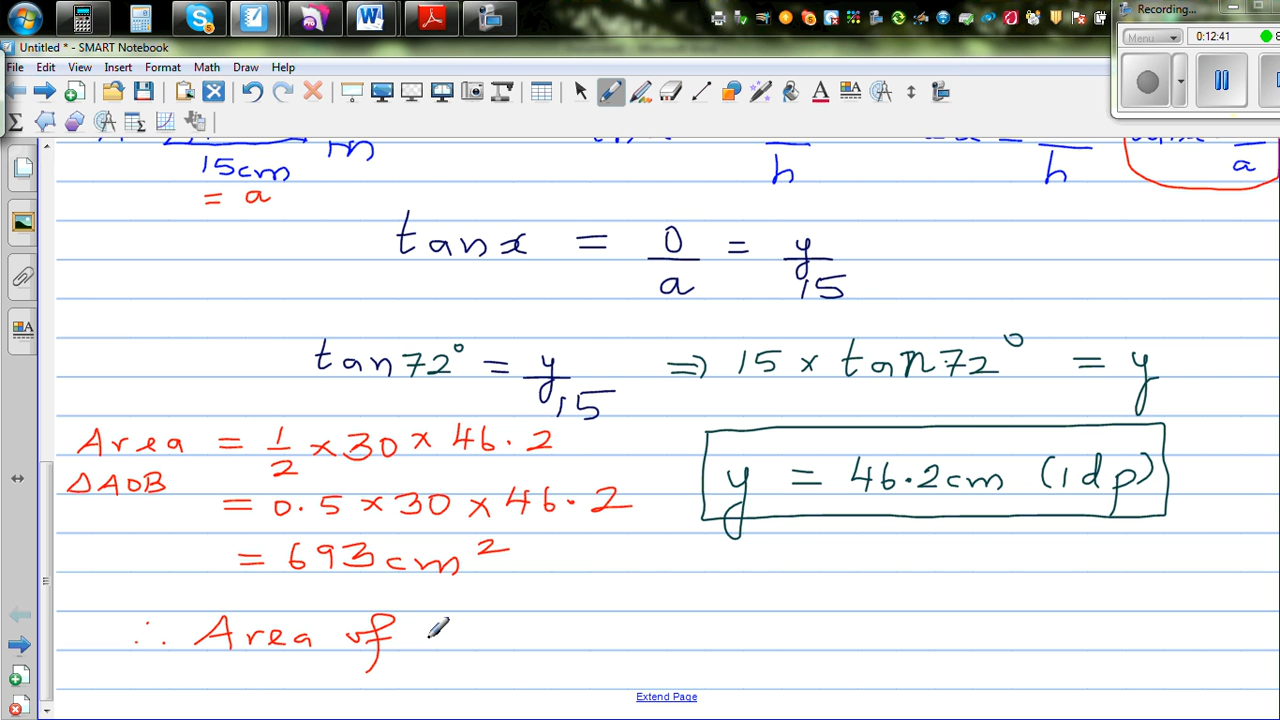 Recording...
Menu
0:12:41
Untitled * - SMART Notebook
File Edit View Insert Format Math Draw Help
15cm m h h a
= a
tan x = o/a = y/15
tan 72° = y/15 ⇒ 15 × tan 72° = y
Area = 1/2 × 30 × 46.2
ΔAOB
= 0.5 × 30 × 46.2
y = 46.2cm (1dp)
= 693cm²
∴ Area of
Extend Page